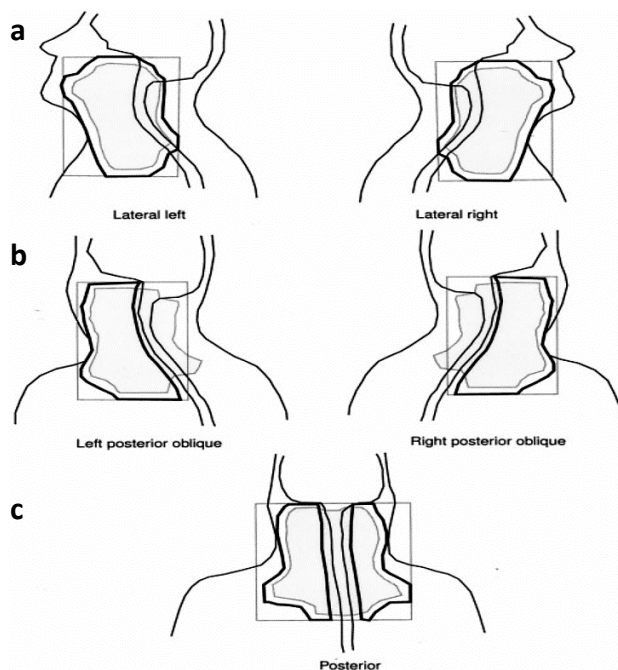 a
Lateral left
Lateral right
b
Left posterior oblique
Right posterior oblique
c
Posterior